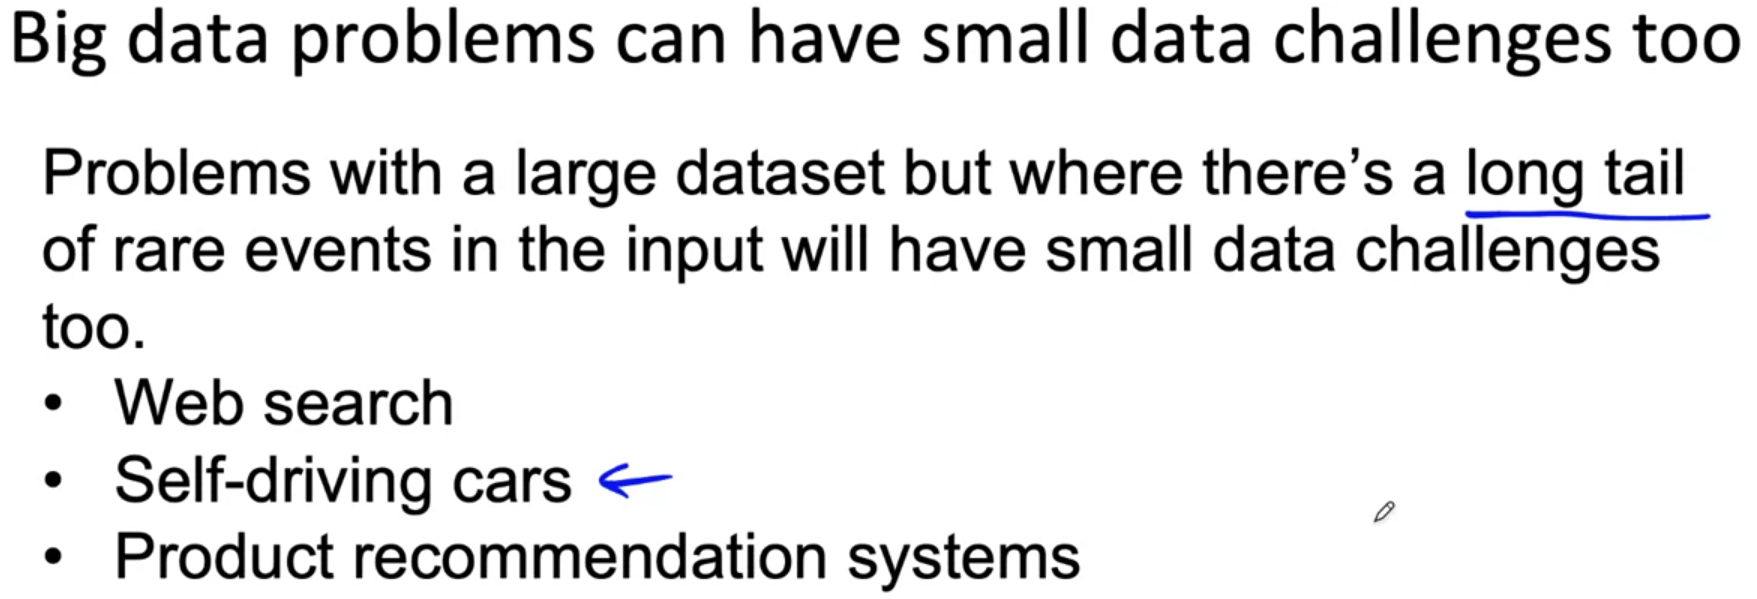 Big data problems can have small data challenges too
Problems with a large dataset but where there’s a long tail
of rare events in the input will have small data challenges
too.
• Web search
• Self-driving cars
• Product recommendation systems